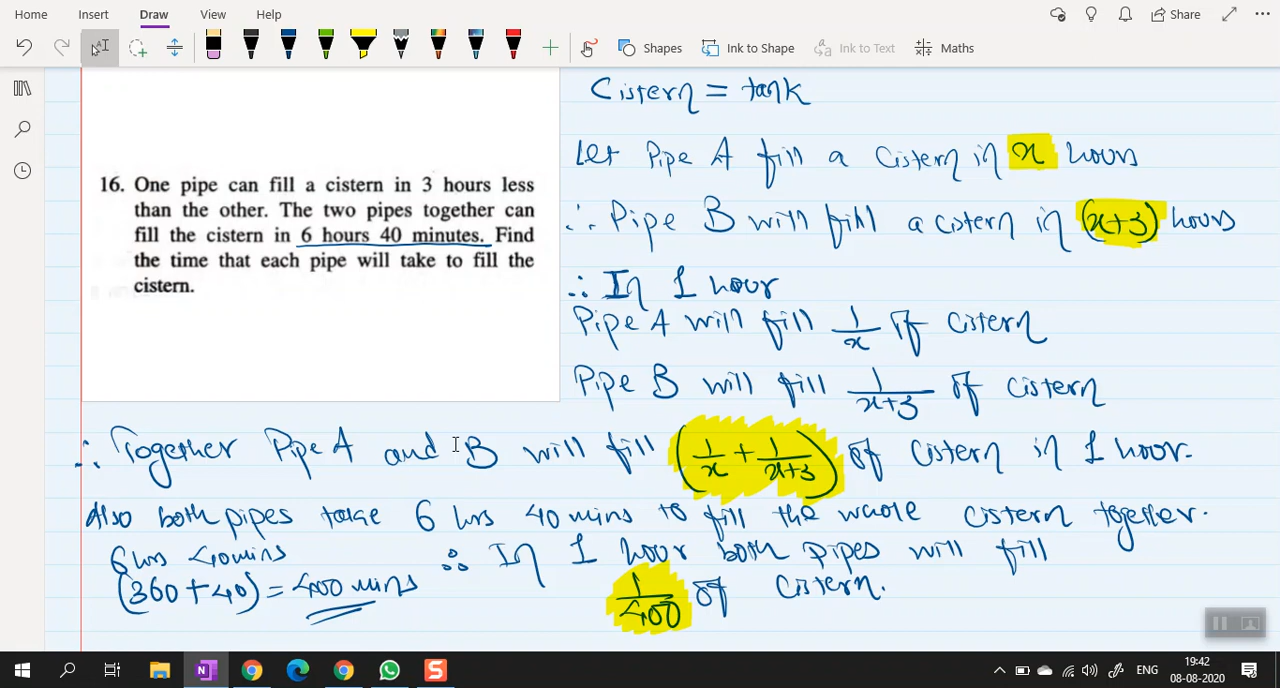 Home Insert Draw View Help
Share
Shapes Ink to Shape Ink to Text Maths
Cistern = tank
16. One pipe can fill a cistern in 3 hours less
than the other. The two pipes together can
fill the cistern in 6 hours 40 minutes. Find
the time that each pipe will take to fill the
cistern.
Let Pipe A fill a Cistern in x hours
∴ Pipe B will fill a cistern in (x+3) hours
∴ In 1 hour
Pipe A will fill 1/x of cistern
Pipe B will fill 1/(x+3) of cistern
∴ Together Pipe A and B will fill (1/x + 1/(x+3)) of cistern in 1 hour.
Also both pipes take 6 hrs 40 mins to fill the whole cistern together.
6 hrs 40 mins ∴ In 1 hour both pipes will fill
(360+40) = 400 mins 1/400 of cistern.
ENG
19:42
08-08-2020